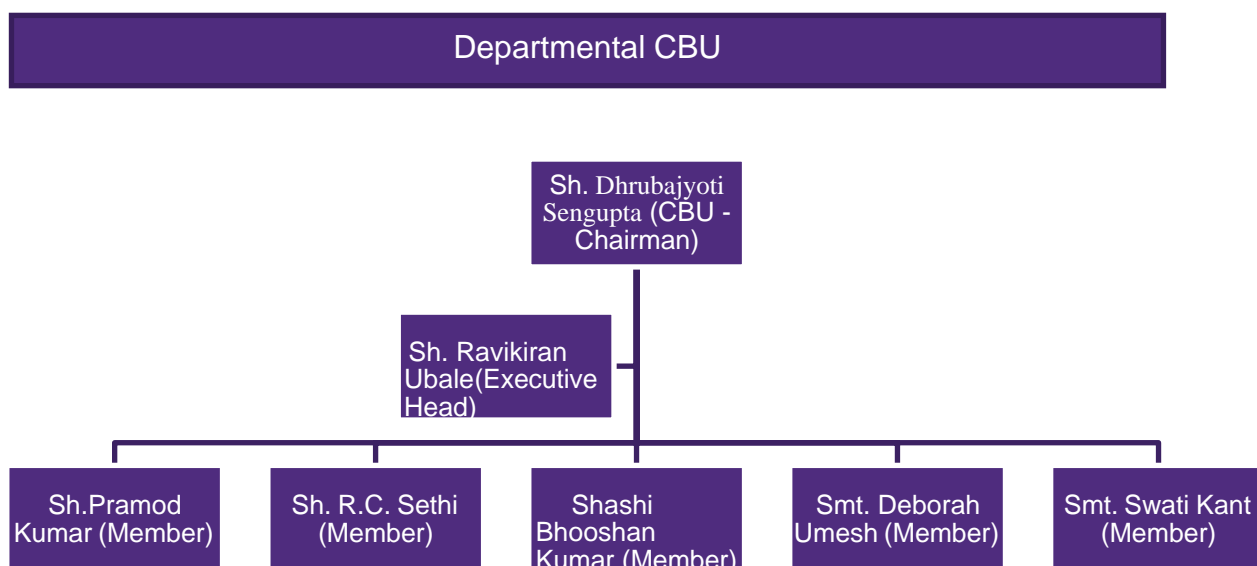 Departmental CBU
Sh. Dhrubajyoti
Sengupta (CBU -
Chairman)
Sh. Ravikiran
Ubale(Executive
Head)
Sh.Pramod
Kumar (Member)
Sh. R.C. Sethi
(Member)
Shashi
Bhooshan
Kumar (Member)
Smt. Deborah
Umesh (Member)
Smt. Swati Kant
(Member)